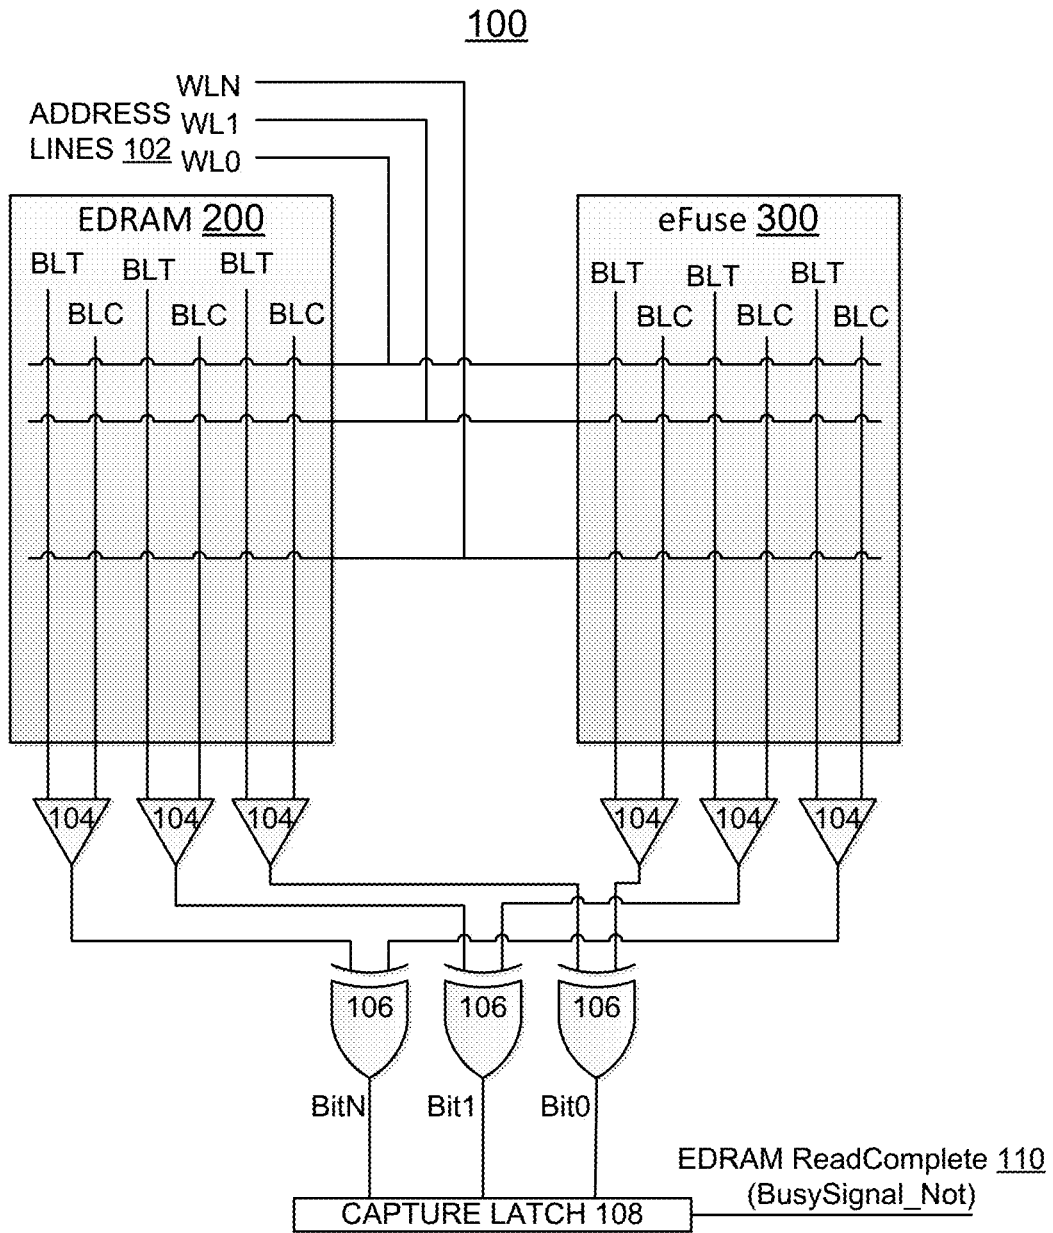 100
WLN
ADDRESS
WL1
LINES 102
WL0
EDRAM 200
eFuse 300
BLT BLT BLT
BLT BLT BLT
BLC BLC BLC
BLC BLC BLC
104 104 104
104 104 104
106 106 106
BitN Bit1 Bit0
EDRAM ReadComplete 110
(BusySignal_Not)
CAPTURE LATCH 108